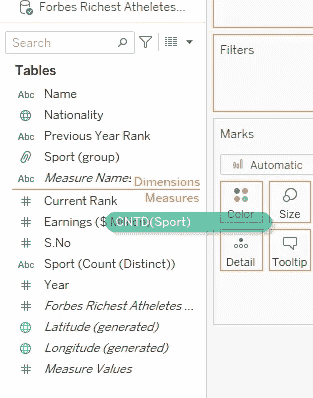 Forbes Richest Atheletes...
Filters
Search
Tables
Abc Name
Nationality
Abc Previous Year Rank
Sport (group)
Abc Measure Names
Dimensions
Measures
# Current Rank
# Earnings ($
CNTD(Sport)
# S.No
Abc Sport (Count (Distinct))
# Year
# Forbes Richest Atheletes ...
Latitude (generated)
Longitude (generated)
# Measure Values
Marks
Automatic
Color
Size
Detail
Tooltip